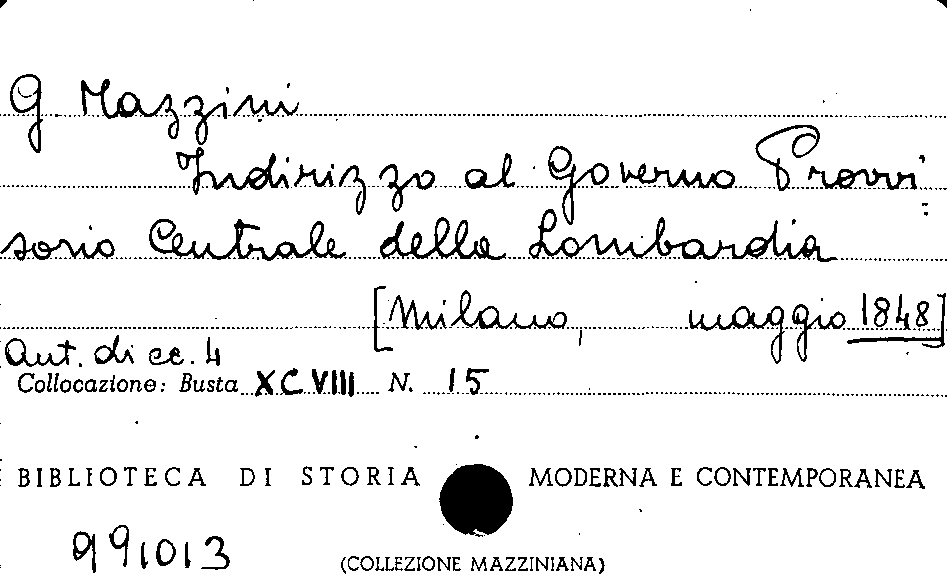 G. Mazzini
Indirizzo al Governo Provvi=
sorio Centrale della Lombardia
[Milano, maggio 1848]
Aut. di cc. 4
Collocazione: Busta XCVIII N. 15
BIBLIOTECA DI STORIA MODERNA E CONTEMPORANEA
991013
(COLLEZIONE MAZZINIANA)